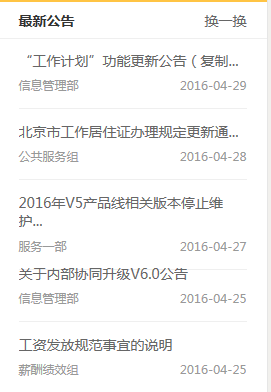 最新公告 换一换
“工作计划”功能更新公告（复制...
信息管理部 2016-04-29
北京市工作居住证办理规定更新通...
公共服务组 2016-04-28
2016年V5产品线相关版本停止维
护...
服务一部 2016-04-27
关于内部协同升级V6.0公告
信息管理部 2016-04-25
工资发放规范事宜的说明
薪酬绩效组 2016-04-25